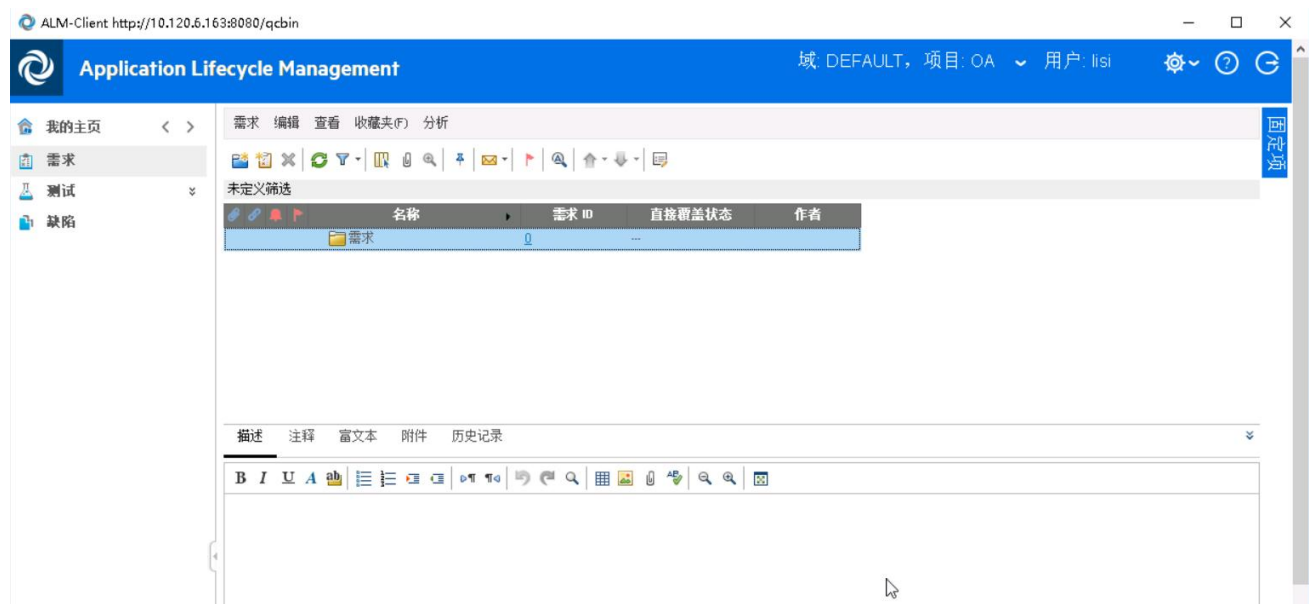 ALM-Client http://10.120.6.163:8080/qcbin
Application Lifecycle Management
域: DEFAULT，项目: OA 用户: lisi
我的主页
需求
测试
缺陷
需求 编辑 查看 收藏夹(F) 分析
未定义筛选
名称 需求 ID 直接覆盖状态 作者
需求 0 ---
固定项
描述 注释 富文本 附件 历史记录
B I U A ab